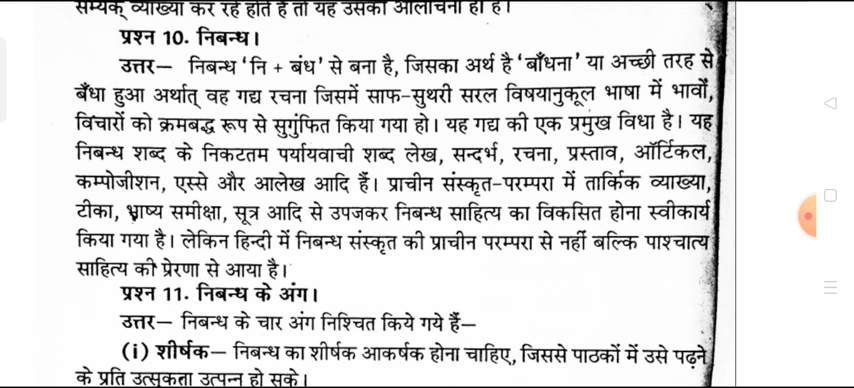 सम्यक् व्याख्या कर रहे होते हैं तो यह उसकी आलोचना ही है।
प्रश्न 10. निबन्ध।
उत्तर— निबन्ध ‘नि + बंध’ से बना है, जिसका अर्थ है ‘बाँधना’ या अच्छी तरह से
बँधा हुआ अर्थात् वह गद्य रचना जिसमें साफ-सुथरी सरल विषयानुकूल भाषा में भावों,
विचारों को क्रमबद्ध रूप से सुगुंफित किया गया हो। यह गद्य की एक प्रमुख विधा है। यह
निबन्ध शब्द के निकटतम पर्यायवाची शब्द लेख, सन्दर्भ, रचना, प्रस्ताव, ऑर्टिकल,
कम्पोजीशन, एस्से और आलेख आदि हैं। प्राचीन संस्कृत-परम्परा में तार्किक व्याख्या,
टीका, भाष्य समीक्षा, सूत्र आदि से उपजकर निबन्ध साहित्य का विकसित होना स्वीकार्य
किया गया है। लेकिन हिन्दी में निबन्ध संस्कृत की प्राचीन परम्परा से नहीं बल्कि पाश्चात्य
साहित्य की प्रेरणा से आया है।
प्रश्न 11. निबन्ध के अंग।
उत्तर— निबन्ध के चार अंग निश्चित किये गये हैं—
(i) शीर्षक— निबन्ध का शीर्षक आकर्षक होना चाहिए, जिससे पाठकों में उसे पढ़ने
के प्रति उत्सुकता उत्पन्न हो सके।